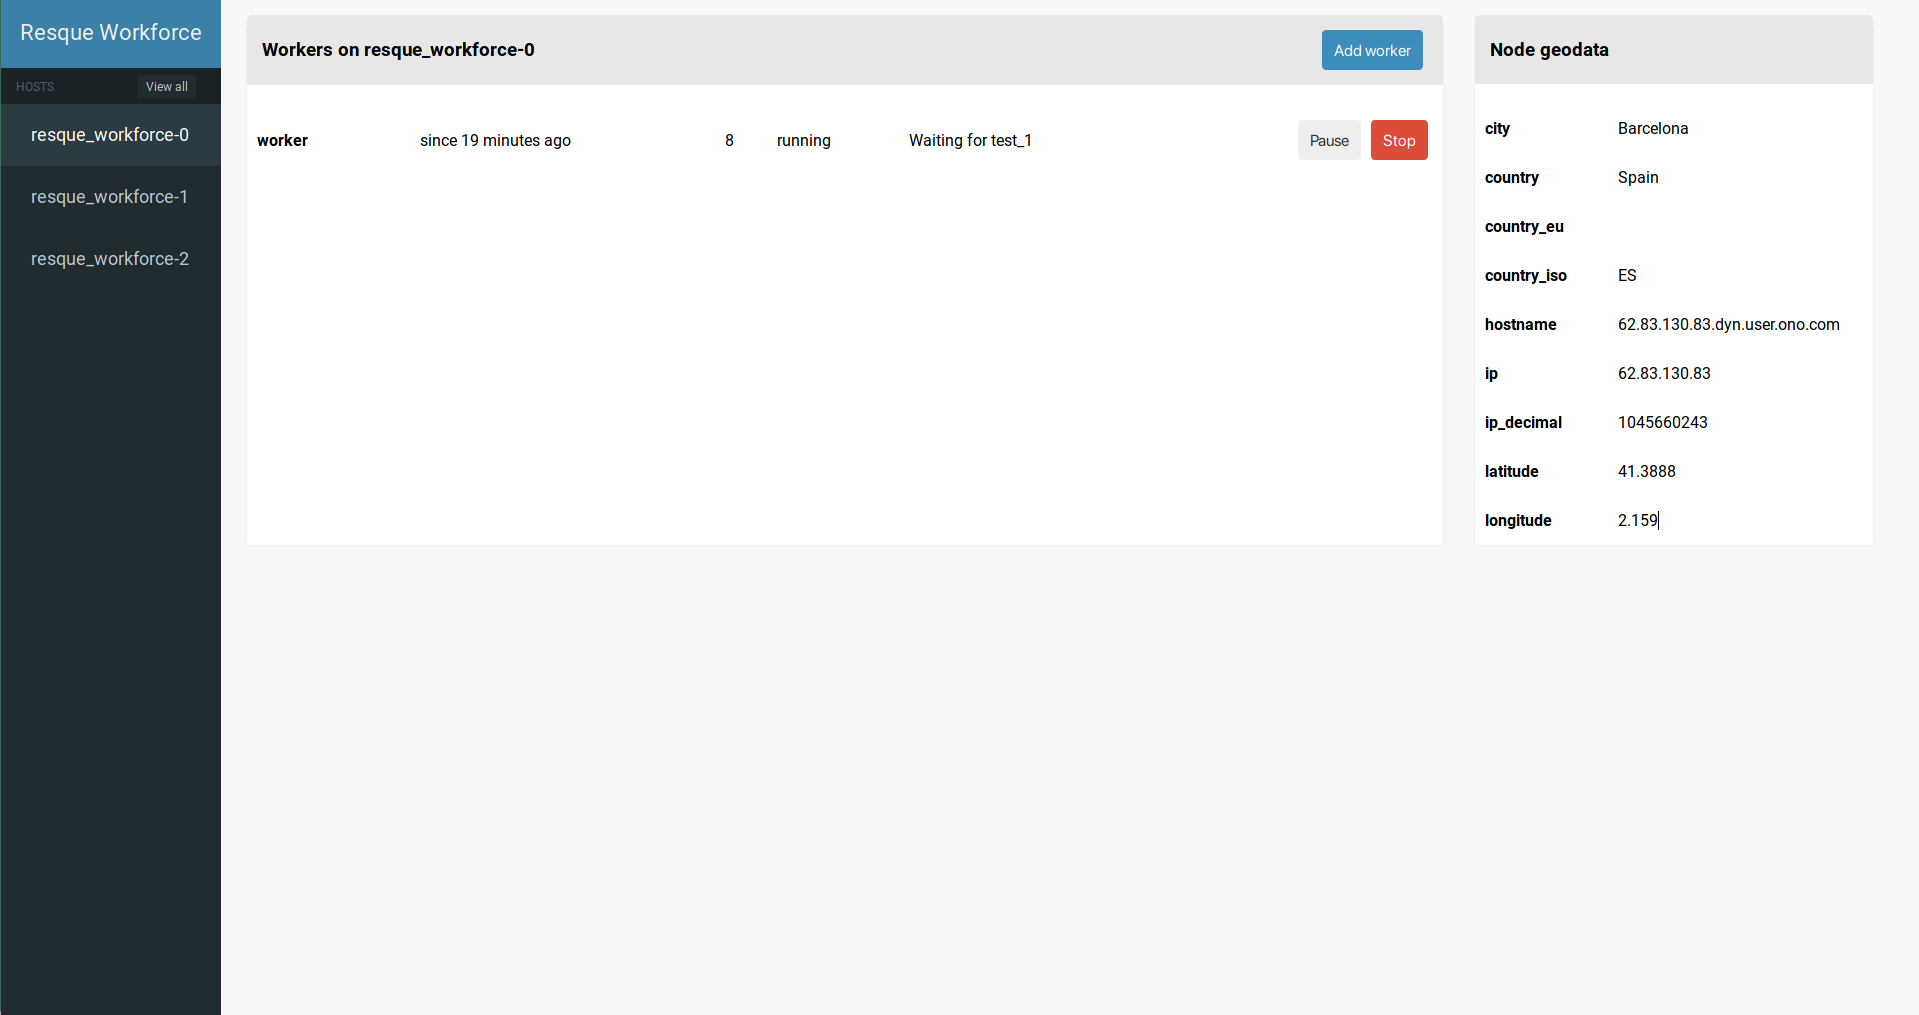 Resque Workforce
HOSTS View all
resque_workforce-0
resque_workforce-1
resque_workforce-2
Workers on resque_workforce-0 Add worker
worker since 19 minutes ago 8 running Waiting for test_1 Pause Stop
Node geodata
city Barcelona
country Spain
country_eu
country_iso ES
hostname 62.83.130.83.dyn.user.ono.com
ip 62.83.130.83
ip_decimal 1045660243
latitude 41.3888
longitude 2.159